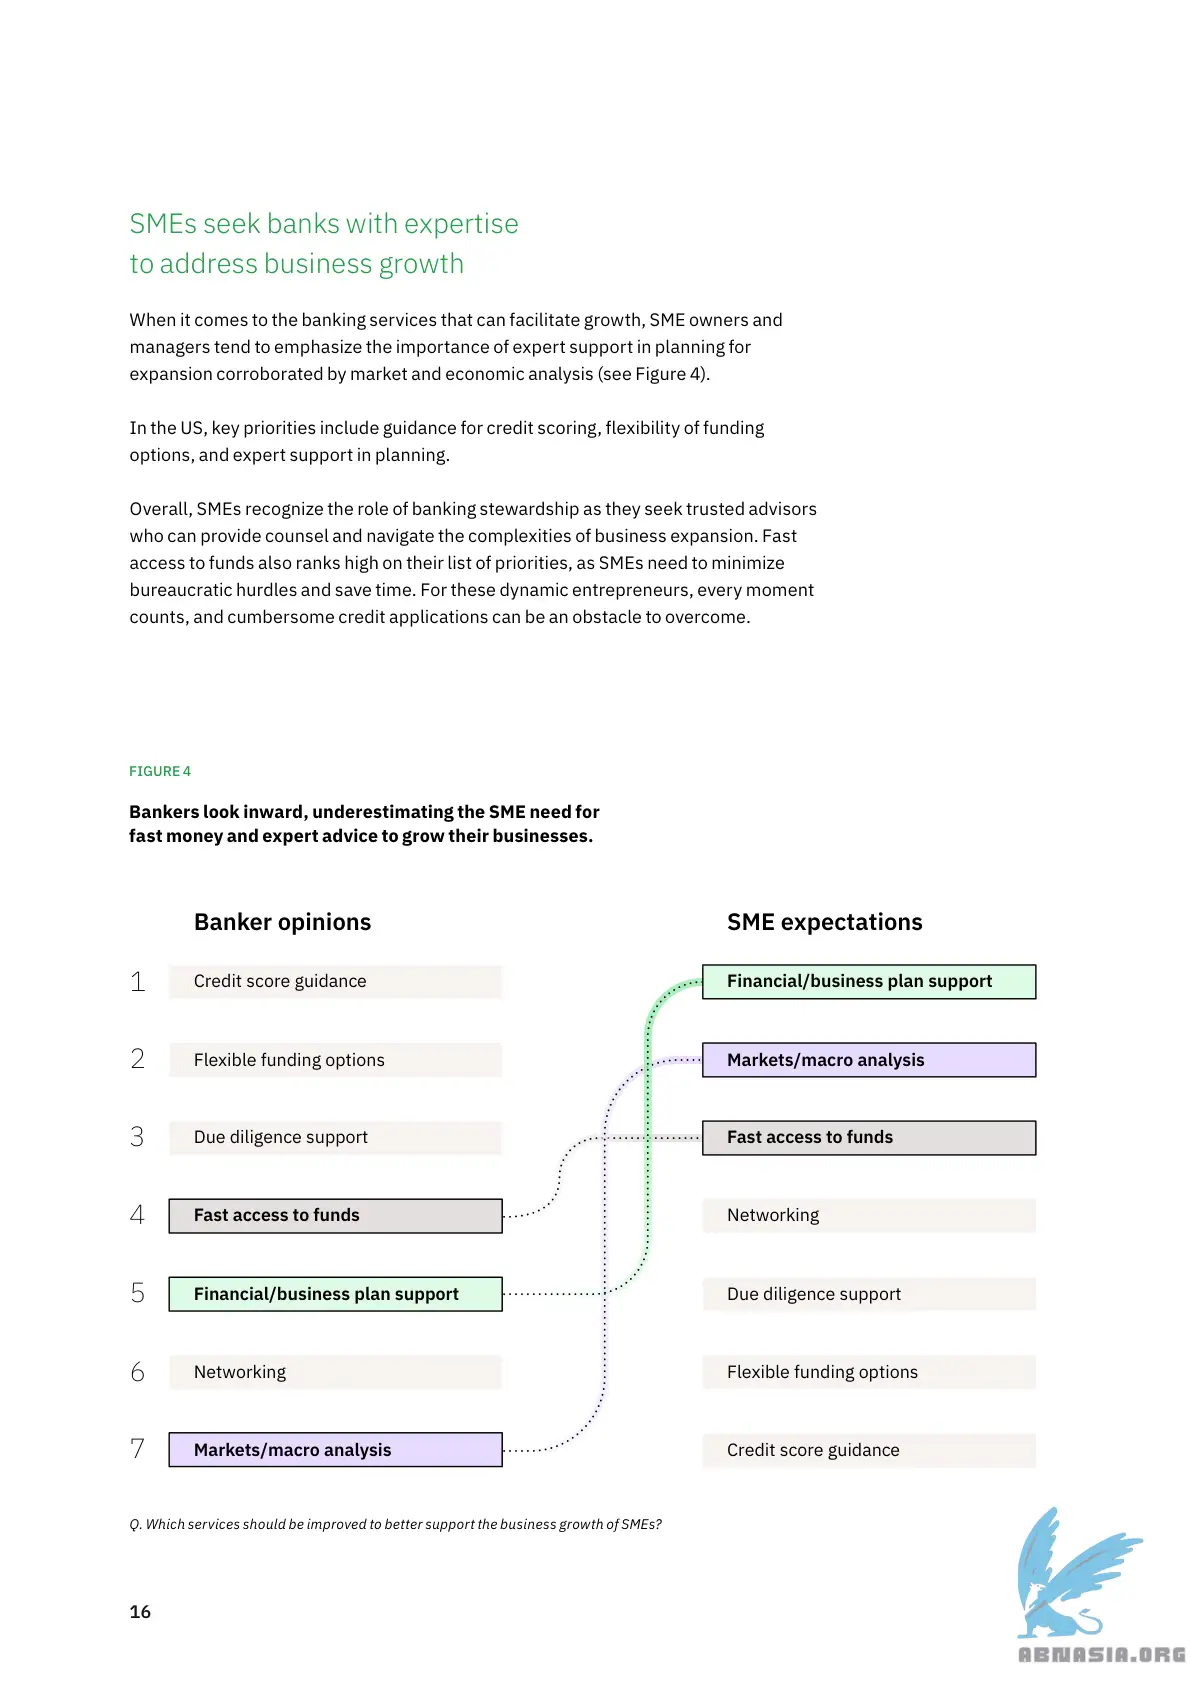 SMEs seek banks with expertise
to address business growth
When it comes to the banking services that can facilitate growth, SME owners and
managers tend to emphasize the importance of expert support in planning for
expansion corroborated by market and economic analysis (see Figure 4).
In the US, key priorities include guidance for credit scoring, flexibility of funding
options, and expert support in planning.
Overall, SMEs recognize the role of banking stewardship as they seek trusted advisors
who can provide counsel and navigate the complexities of business expansion. Fast
access to funds also ranks high on their list of priorities, as SMEs need to minimize
bureaucratic hurdles and save time. For these dynamic entrepreneurs, every moment
counts, and cumbersome credit applications can be an obstacle to overcome.
FIGURE 4
Bankers look inward, underestimating the SME need for
fast money and expert advice to grow their businesses.
Banker opinions
SME expectations
1 Credit score guidance
Financial/business plan support
2 Flexible funding options
Markets/macro analysis
3 Due diligence support
Fast access to funds
4 Fast access to funds
Networking
5 Financial/business plan support
Due diligence support
6 Networking
Flexible funding options
7 Markets/macro analysis
Credit score guidance
Q. Which services should be improved to better support the business growth of SMEs?
16
ABNASIA.ORG